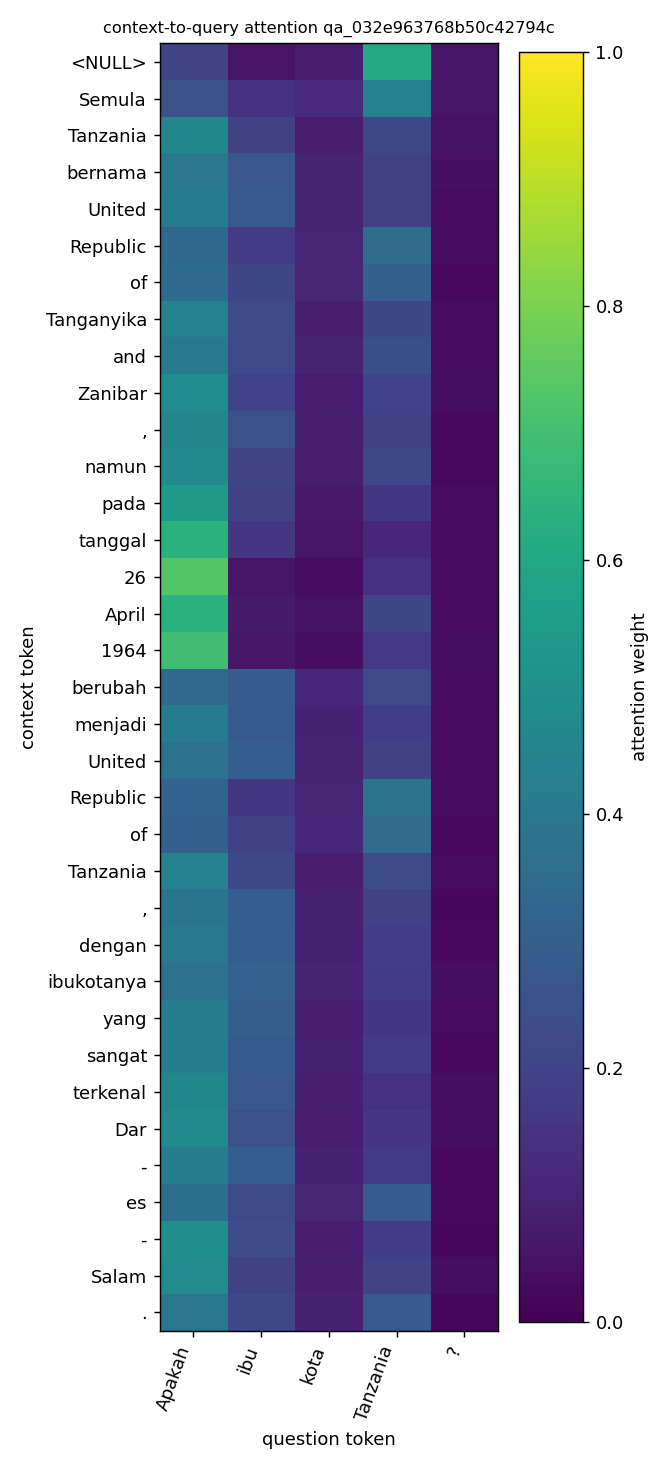 context-to-query attention qa_032e963768b50c42794c
<NULL>
Semula
Tanzania
bernama
United
Republic
of
Tanganyika
and
Zanibar
,
namun
pada
tanggal
26
April
1964
berubah
menjadi
United
Republic
of
Tanzania
,
dengan
ibukotanya
yang
sangat
terkenal
Dar
-
es
-
Salam
.
context token
Apakah
ibu
kota
Tanzania
?
question token
1.0
0.8
0.6
0.4
0.2
0.0
attention weight